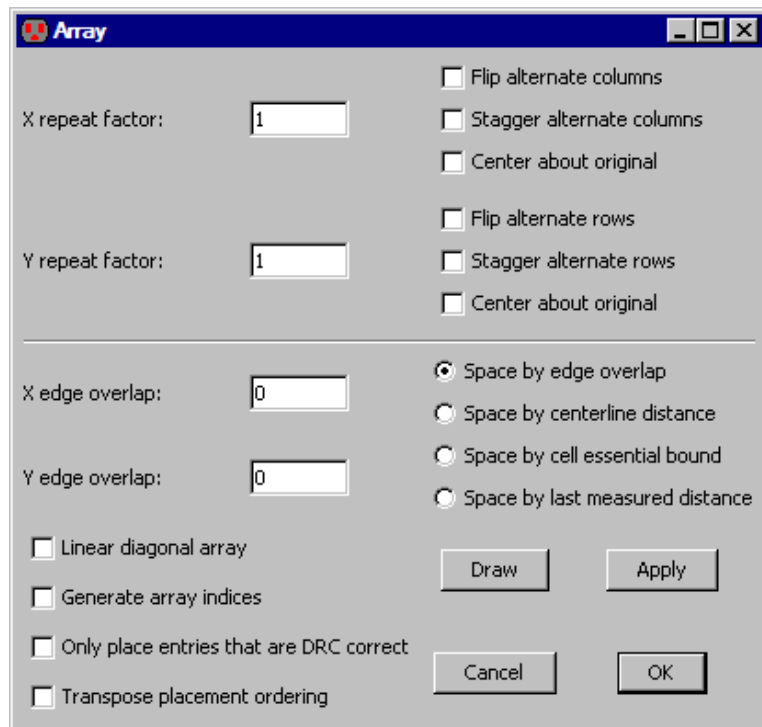 Array
Flip alternate columns
X repeat factor: 1
Stagger alternate columns
Center about original
Flip alternate rows
Y repeat factor: 1
Stagger alternate rows
Center about original
X edge overlap: 0
Space by edge overlap
Space by centerline distance
Y edge overlap: 0
Space by cell essential bound
Space by last measured distance
Linear diagonal array
Generate array indices
Only place entries that are DRC correct
Transpose placement ordering
Draw
Apply
Cancel
OK